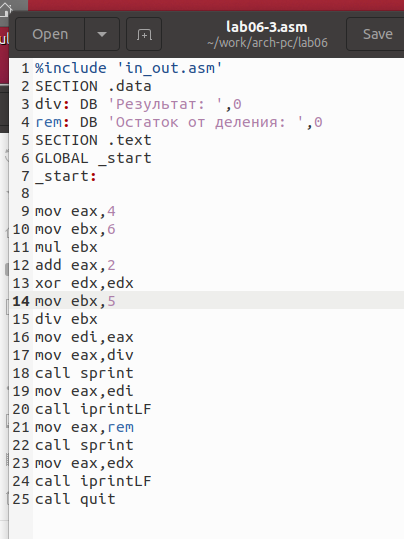 Open
lab06-3.asm
~/work/arch-pc/lab06
Save
1 %include 'in_out.asm'
2 SECTION .data
3 div: DB 'Результат: ',0
4 rem: DB 'Остаток от деления: ',0
5 SECTION .text
6 GLOBAL _start
7 _start:
8
9 mov eax,4
10 mov ebx,6
11 mul ebx
12 add eax,2
13 xor edx,edx
14 mov ebx,5
15 div ebx
16 mov edi,eax
17 mov eax,div
18 call sprint
19 mov eax,edi
20 call iprintLF
21 mov eax,rem
22 call sprint
23 mov eax,edx
24 call iprintLF
25 call quit